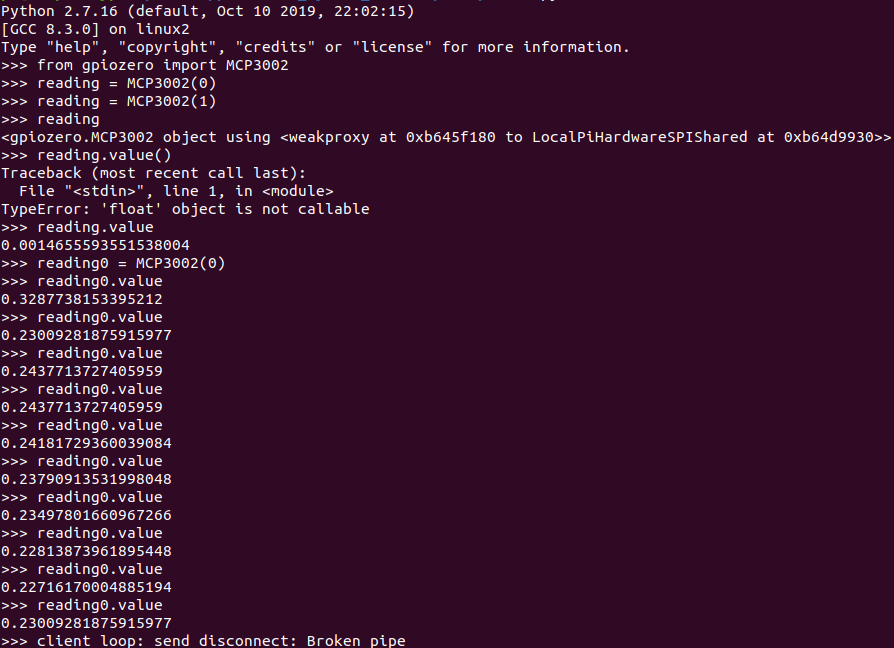 Python 2.7.16 (default, Oct 10 2019, 22:02:15)
[GCC 8.3.0] on linux2
Type "help", "copyright", "credits" or "license" for more information.
>>> from gpiozero import MCP3002
>>> reading = MCP3002(0)
>>> reading = MCP3002(1)
>>> reading
<gpiozero.MCP3002 object using <weakproxy at 0xb645f180 to LocalPiHardwareSPIShared at 0xb64d9930>>
>>> reading.value()
Traceback (most recent call last):
  File "<stdin>", line 1, in <module>
TypeError: 'float' object is not callable
>>> reading.value
0.0014655593551538004
>>> reading0 = MCP3002(0)
>>> reading0.value
0.3287738153395212
>>> reading0.value
0.23009281875915977
>>> reading0.value
0.2437713727405959
>>> reading0.value
0.2437713727405959
>>> reading0.value
0.24181729360039084
>>> reading0.value
0.23790913531998048
>>> reading0.value
0.23497801660967266
>>> reading0.value
0.22813873961895448
>>> reading0.value
0.22716170004885194
>>> reading0.value
0.23009281875915977
>>> client_loop: send disconnect: Broken pipe